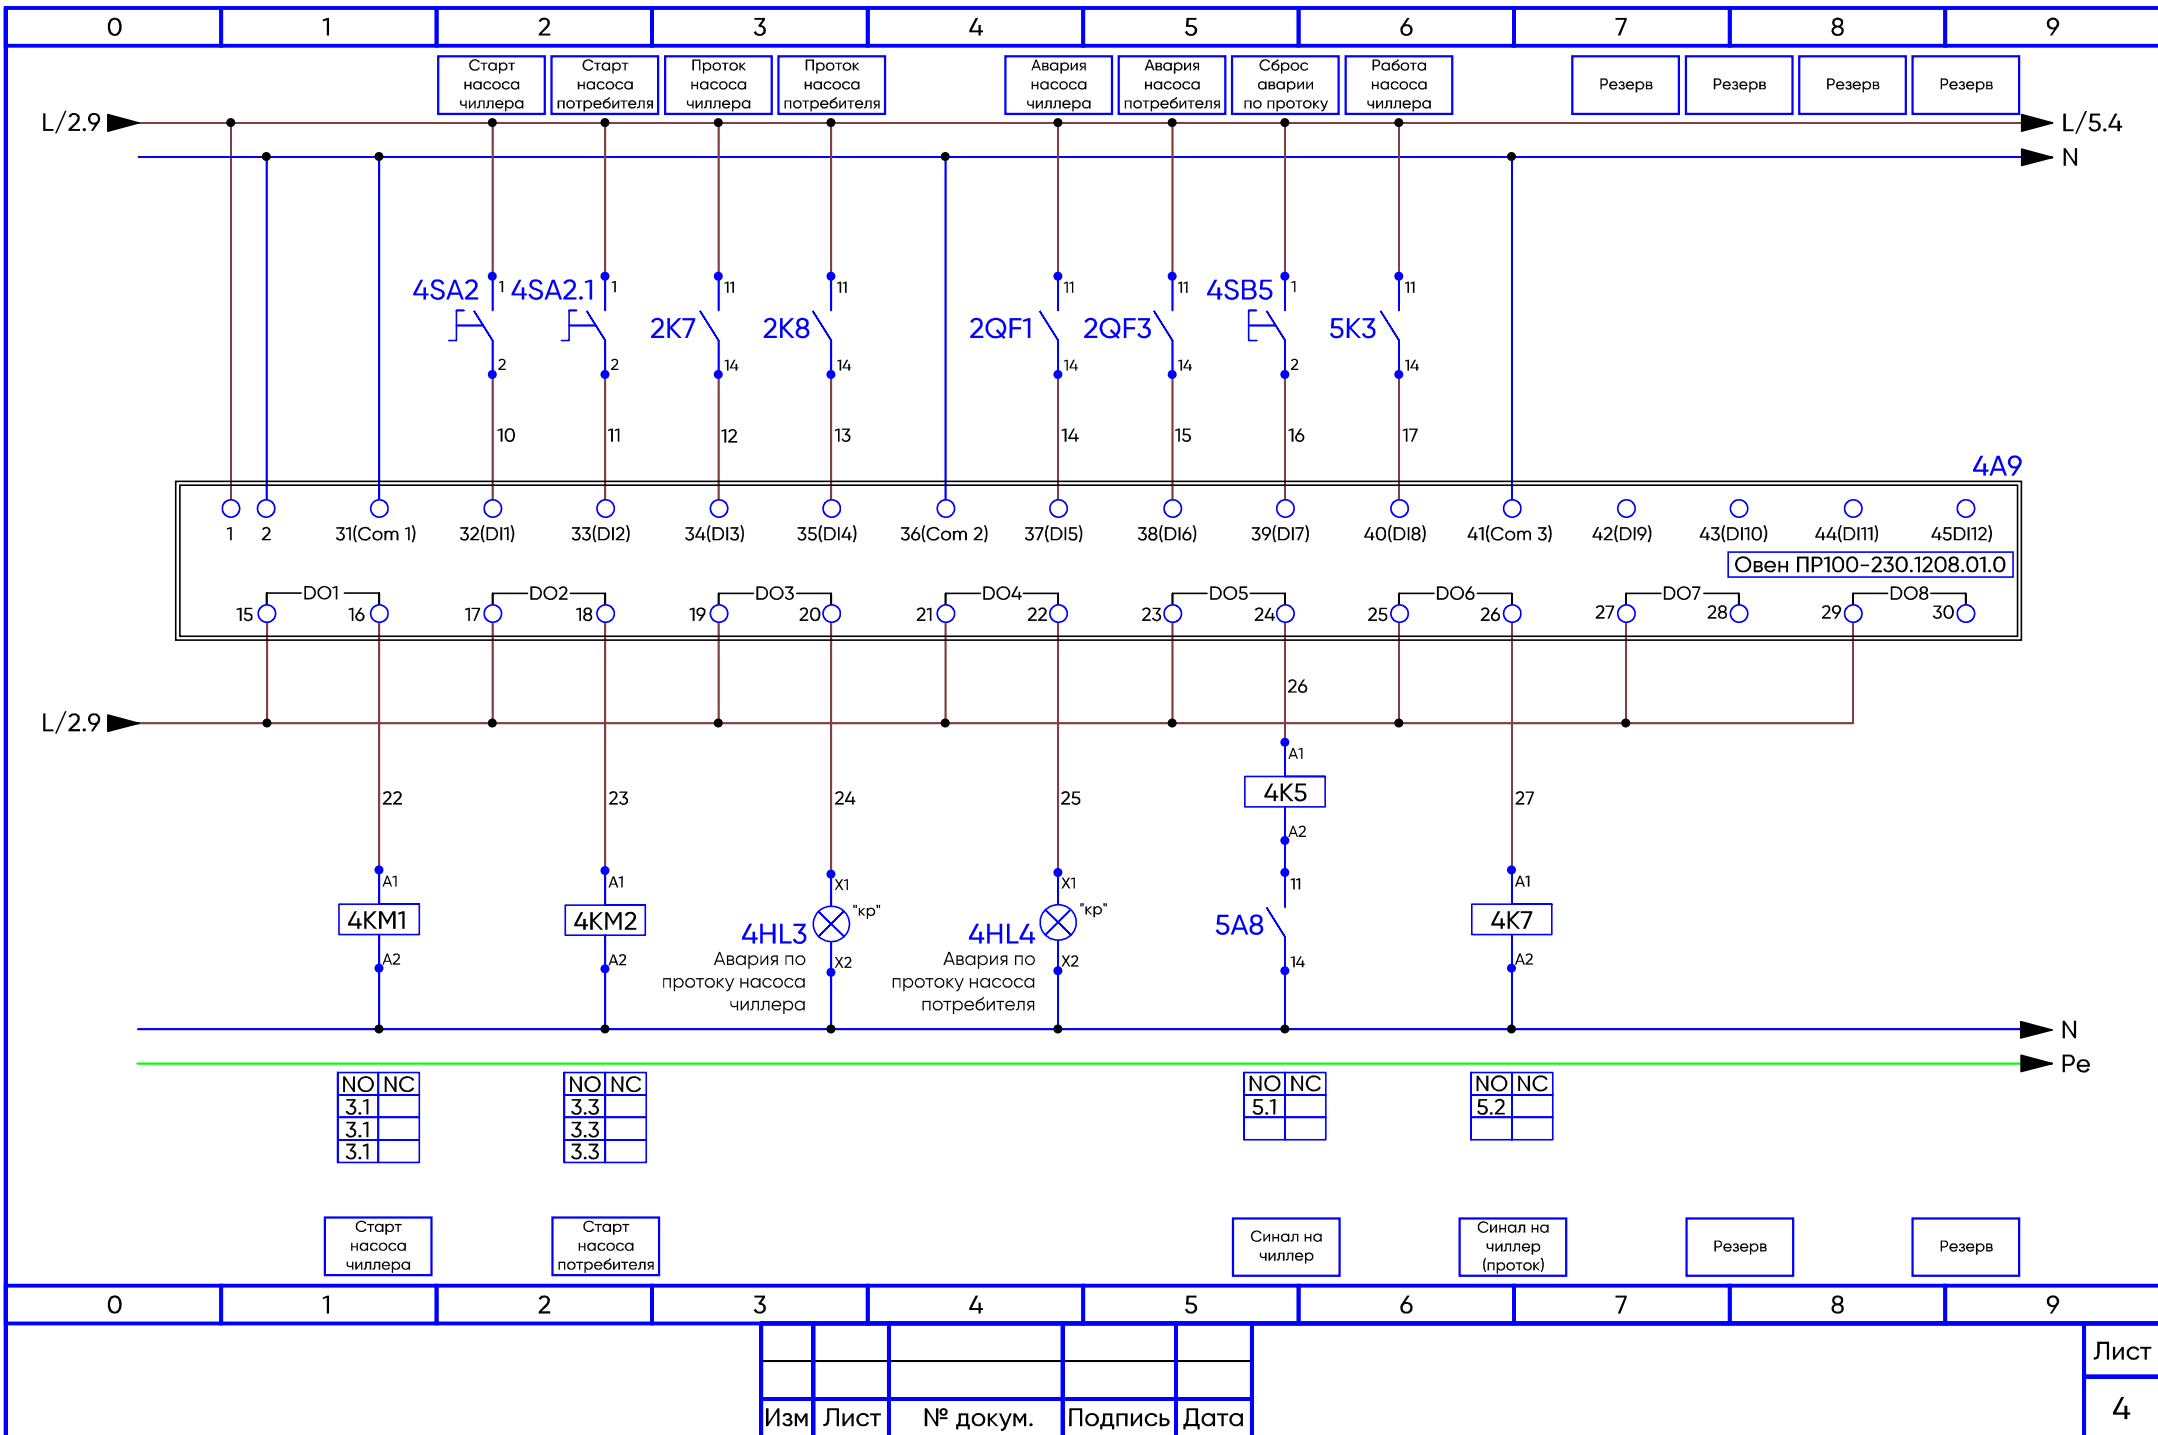 0 1 2 3 4 5 6 7 8 9
Старт
насоса
чиллера
Старт
насоса
потребителя
Проток
насоса
чиллера
Проток
насоса
потребителя
Авария
насоса
чиллера
Авария
насоса
потребителя
Сброс
аварии
по протоку
Работа
насоса
чиллера
Резерв
Резерв
Резерв
Резерв
L/2.9 L/5.4
N
1 1 11 11 11 11 1 11
4SA2 4SA2.1 2K7 2K8 2QF1 2QF3 4SB5 5K3
2 2 14 14 14 14 2 14
10 11 12 13 14 15 16 17
4A9
1 2 31(Com 1) 32(DI1) 33(DI2) 34(DI3) 35(DI4) 36(Com 2) 37(DI5) 38(DI6) 39(DI7) 40(DI8) 41(Com 3) 42(DI9) 43(DI10) 44(DI11) 45DI12)
Овен ПР100-230.1208.01.0
DO1 DO2 DO3 DO4 DO5 DO6 DO7 DO8
15 16 17 18 19 20 21 22 23 24 25 26 27 28 29 30
26
L/2.9
A1
4K5
A2
22 23 24 25 27
A1 A1 X1 X1 11 A1
"кр" "кр"
4KM1 4KM2 4HL3 4HL4 5A8 4K7
A2 A2 X2 X2 14 A2
Авария по
протоку насоса
чиллера
Авария по
протоку насоса
потребителя
N
Pe
NO NC
3.1
3.1
3.1
NO NC
3.3
3.3
3.3
NO NC
5.1
NO NC
5.2
Старт
насоса
чиллера
Старт
насоса
потребителя
Синал на
чиллер
Синал на
чиллер
(проток)
Резерв
Резерв
0 1 2 3 4 5 6 7 8 9
Изм Лист № докум. Подпись Дата
Лист
4